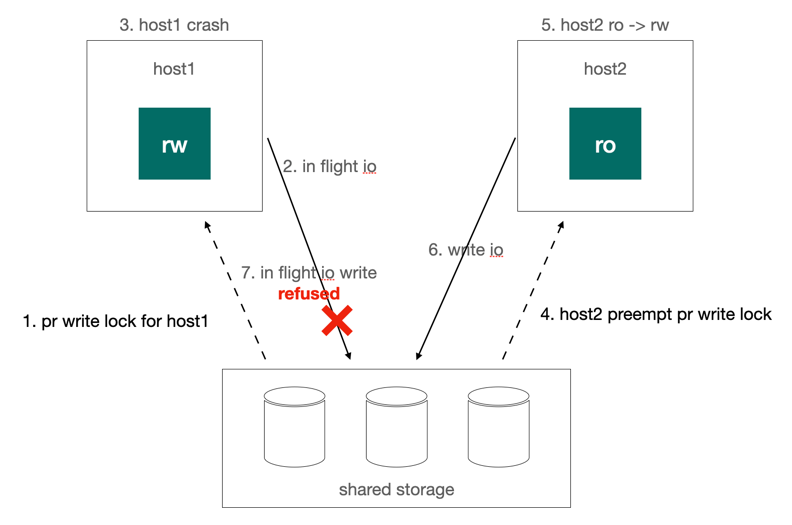 3. host1 crash
5. host2 ro -> rw
host1
host2
rw
ro
2. in flight io
6. write io
7. in flight io write
refused
1. pr write lock for host1
4. host2 preempt pr write lock
shared storage